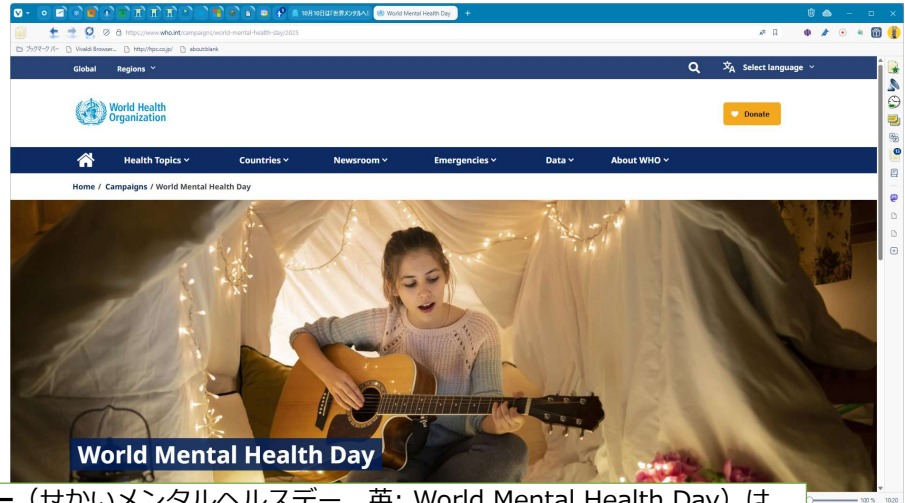 10月10日は「世界メンタルヘル
World Mental Health Day
https://www.who.int/campaigns/world-mental-health-day/2025
ブックマーク バー
Vivaldi Browser...
http://hpc.co.jp/
about:blank
Global
Regions
Select language
World Health
Organization
Donate
Health Topics
Countries
Newsroom
Emergencies
Data
About WHO
Home / Campaigns / World Mental Health Day
World Mental Health Day
ー（せかいメンタルヘルスデー、英: World Mental Health Day）は
100 %
10:20